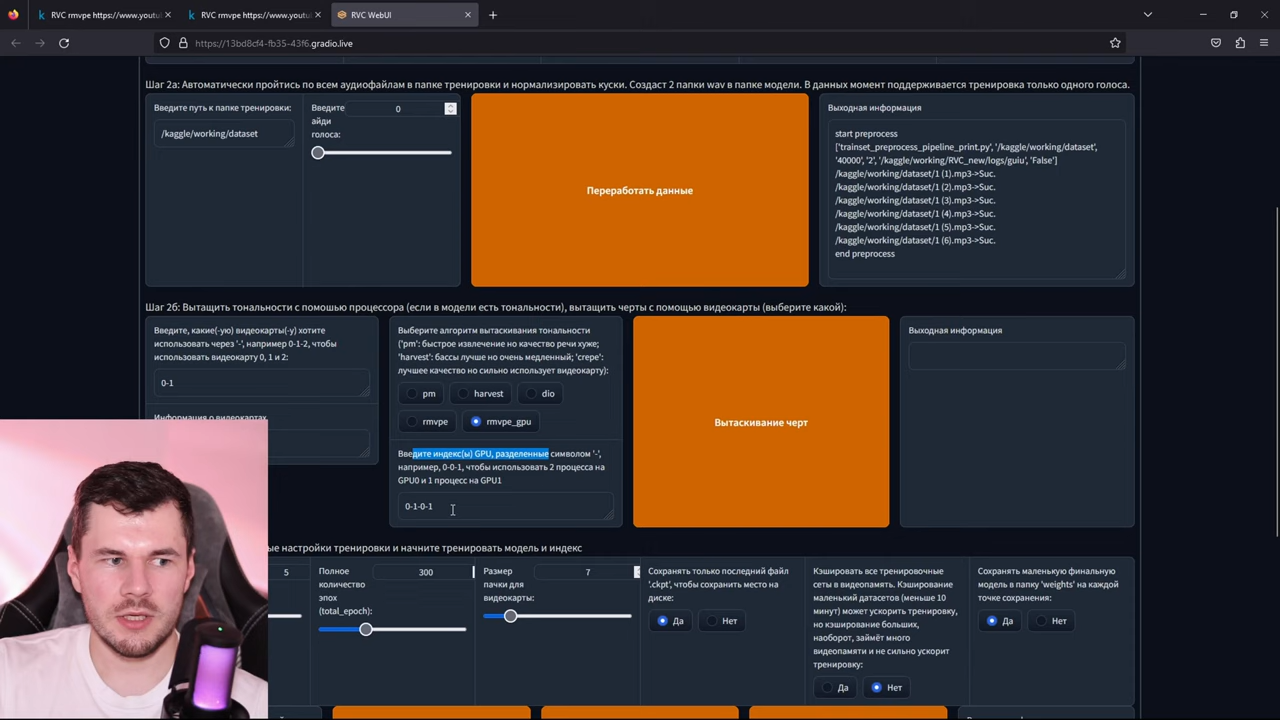 RVC rmvpe https://www.youtu
RVC rmvpe https://www.youtu
RVC WebUI
https://13bd8cf4-fb35-43f6.gradio.live
Шаг 2а: Автоматически пройтись по всем аудиофайлам в папке тренировки и нормализировать куски. Создаст 2 папки wav в папке модели. В данных момент поддерживается тренировка только одного голоса.
Введите путь к папке тренировки:
/kaggle/working/dataset
Введите
айди
голоса:
0
Переработать данные
Выходная информация
start preprocess
['trainset_preprocess_pipeline_print.py', '/kaggle/working/dataset',
'40000', '2', '/kaggle/working/RVC_new/logs/guiu', 'False']
/kaggle/working/dataset/1 (1).mp3->Suc.
/kaggle/working/dataset/1 (2).mp3->Suc.
/kaggle/working/dataset/1 (3).mp3->Suc.
/kaggle/working/dataset/1 (4).mp3->Suc.
/kaggle/working/dataset/1 (5).mp3->Suc.
/kaggle/working/dataset/1 (6).mp3->Suc.
end preprocess
Шаг 2б: Вытащить тональности с помошью процессора (если в модели есть тональности), вытащить черты с помощью видеокарты (выберите какой):
Введите, какие(-ую) видеокарты(-у) хотите
использовать через '-', например 0-1-2, чтобы
использовать видеокарту 0, 1 и 2:
0-1
Информация о видеокартах
Выберите алгоритм вытаскивания тональности
('pm': быстрое извлечение но качество речи хуже;
'harvest': бассы лучше но очень медленный; 'crepe':
лучшее качество но сильно использует видеокарту):
pm
harvest
dio
rmvpe
rmvpe_gpu
Введите индекс(ы) GPU, разделенные символом '-',
например, 0-0-1, чтобы использовать 2 процесса на
GPU0 и 1 процесс на GPU1
0-1-0-1
Вытаскивание черт
Выходная информация
ные настройки тренировки и начните тренировать модель и индекс
5
Полное
количество
эпох
(total_epoch):
300
Размер
пачки для
видеокарты:
7
Сохранять только последний файл
'.ckpt', чтобы сохранить место на
диске:
Да
Нет
Кэшировать все тренировочные
сеты в видеопамять. Кэширование
маленький датасетов (меньше 10
минут) может ускорить тренировку,
но кэширование больших,
наоборот, займёт много
видеопамяти и не сильно ускорит
тренировку:
Да
Нет
Сохранять маленькую финальную
модель в папку 'weights' на каждой
точке сохранения:
Да
Нет